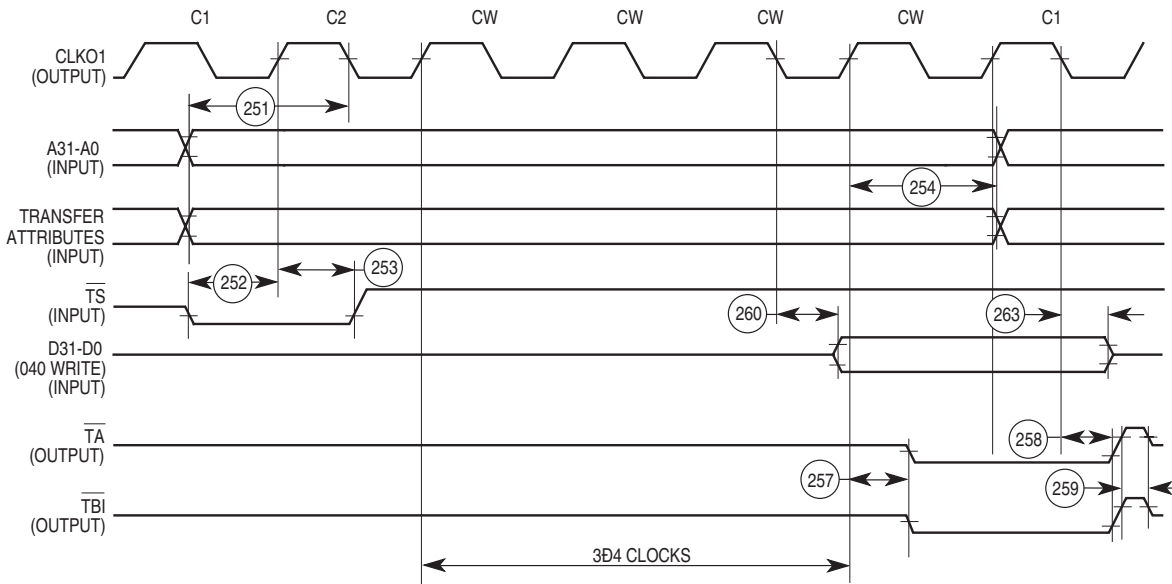 C1 C2 CW CW CW CW C1
CLKO1
(OUTPUT)
251
A31-A0
(INPUT)
254
TRANSFER
ATTRIBUTES
(INPUT)
252
253
TS
(INPUT)
260
263
D31-D0
(040 WRITE)
(INPUT)
TA
(OUTPUT)
258
257
259
TBI
(OUTPUT)
3Ð4 CLOCKS